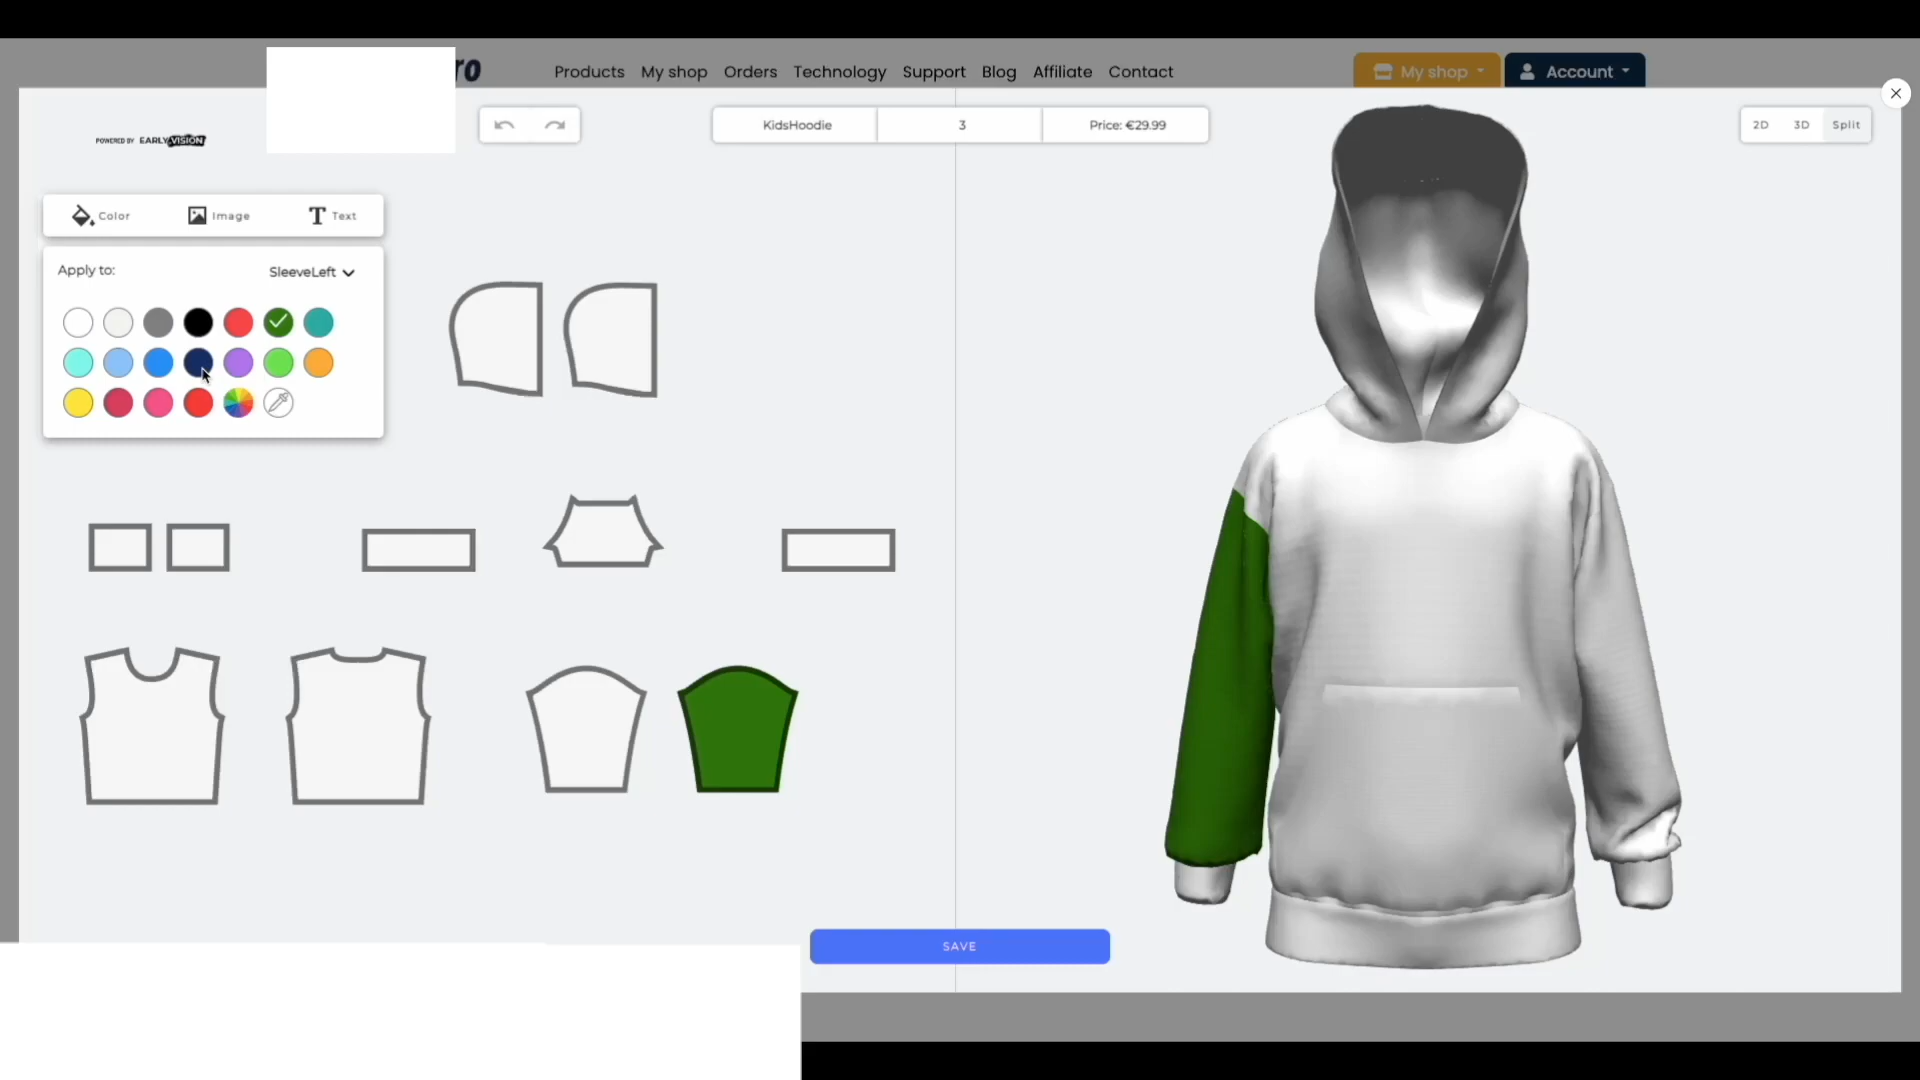 ro
Products My shop Orders Technology Support Blog Affiliate Contact
My shop Account
POWERED BY EARLYVISION
KidsHoodie 3 Price: €29.99
2D 3D Split
Color Image Text
Apply to: SleeveLeft
SAVE